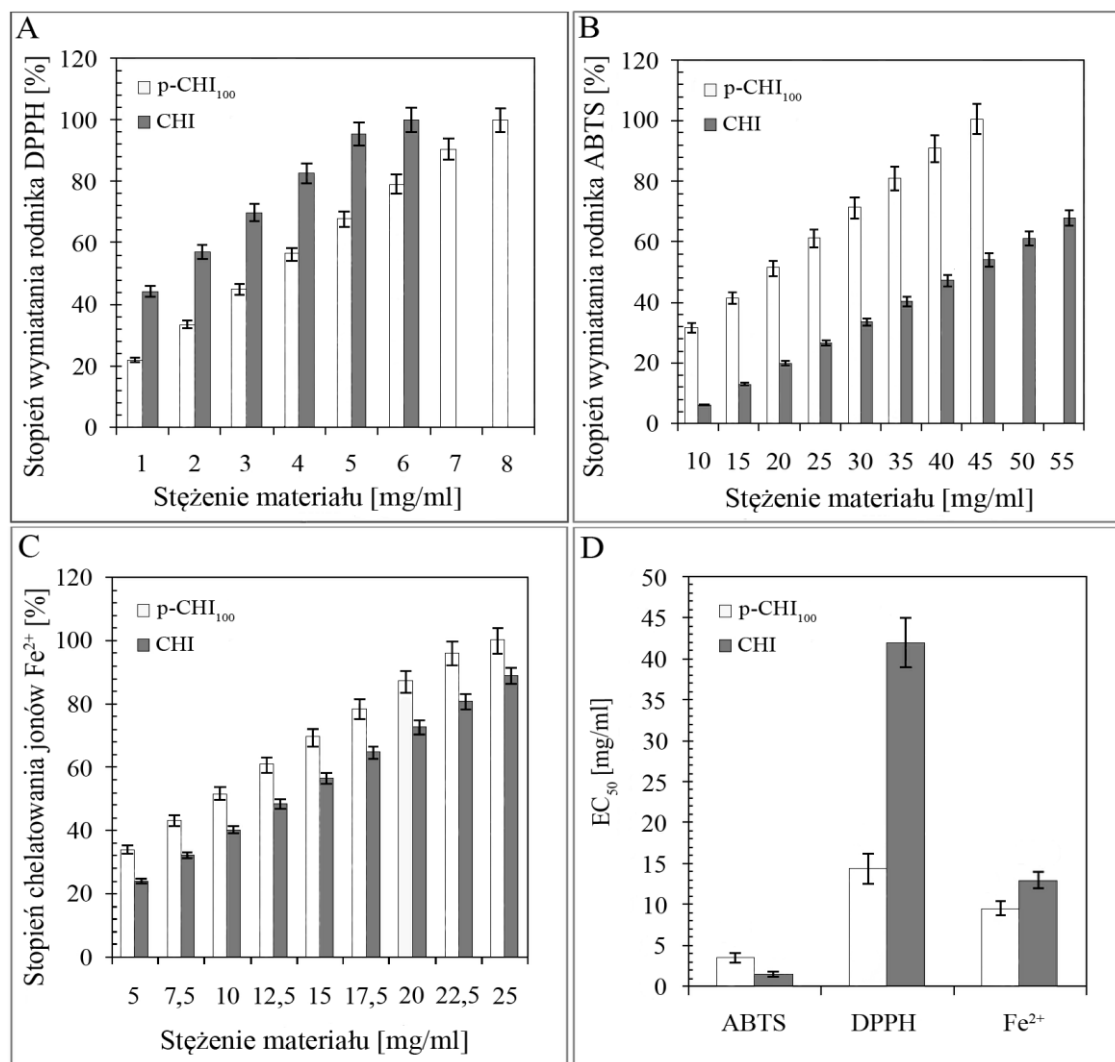 A
Stopień wymiatania rodnika DPPH [%]
120
100
80
60
40
20
0
p-CHI₁₀₀
CHI
1 2 3 4 5 6 7 8
Stężenie materiału [mg/ml]
B
Stopień wymiatania rodnika ABTS [%]
120
100
80
60
40
20
0
p-CHI₁₀₀
CHI
10 15 20 25 30 35 40 45 50 55
Stężenie materiału [mg/ml]
C
Stopień chelatowania jonów Fe²⁺ [%]
120
100
80
60
40
20
0
p-CHI₁₀₀
CHI
5 7,5 10 12,5 15 17,5 20 22,5 25
Stężenie materiału [mg/ml]
D
EC₅₀ [mg/ml]
50
45
40
35
30
25
20
15
10
5
0
p-CHI₁₀₀
CHI
ABTS DPPH Fe²⁺